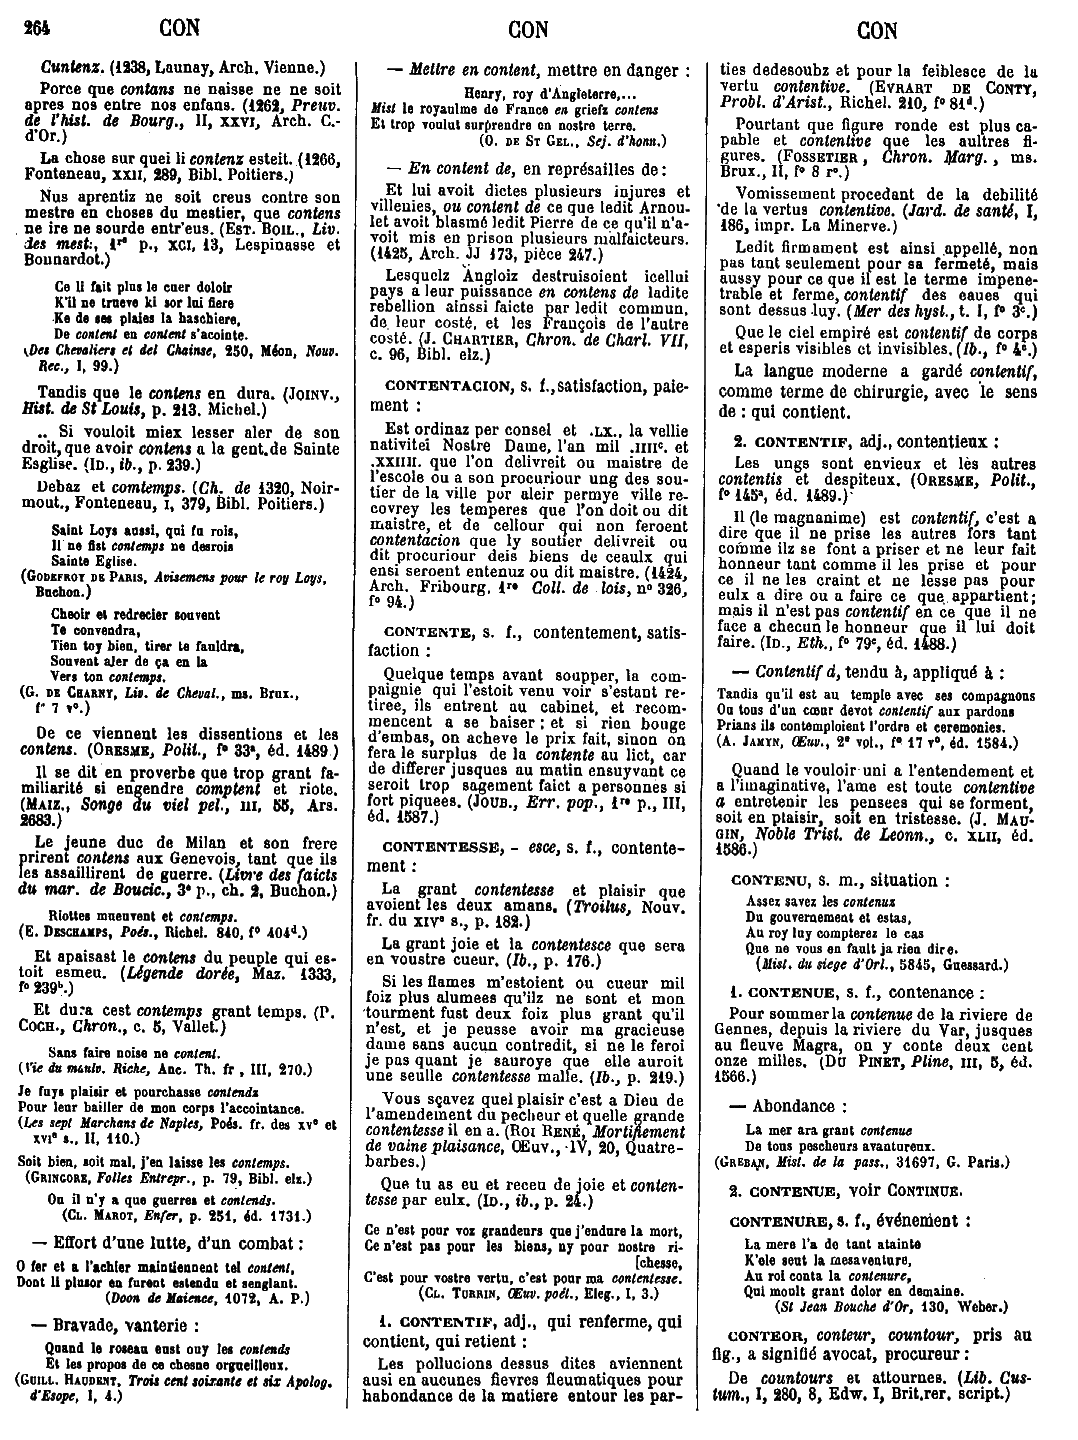 264 CON CON CON
Cuntenz. (1238, Launay, Arch. Vienne.)
Porce que contans ne naisse ne ne soit
apres nos entre nos enfans. (1262, Preuv.
de l'hist. de Bourg., II, XXVI, Arch. C.-
d'Or.)
La chose sur quei li contenz esteit. (1266,
Fonteneau, XXII, 289, Bibl. Poitiers.)
Nus aprentiz ne soit creus contre son
mestre en choses du mestier, que contens
ne ire ne sourde entr'eus. (EST. BOIL., Liv.
des mest., 1re p., XCI, 13, Lespinasse et
Bonnardot.)
Ce li fait plus le cuer doloir
K'il ne trueve ki sor lui fiere
Ke de ses plaies la haschiere,
De content en content s'acointe.
(Des Chevaliers et del Chainse, 250, Méon, Nouv.
Rec., I, 99.)
Tandis que le contens en dura. (JOINV.,
Hist. de St Louis, p. 213. Michel.)
.. Si vouloit miex lesser aler de son
droit, que avoir contens a la gent de Sainte
Esglise. (ID., ib., p. 239.)
Debaz et comtemps. (Ch. de 1320, Noir-
mout., Fonteneau, I, 379, Bibl. Poitiers.)
Saint Loys aussi, qui fu rois,
Il ne fist contemps ne desrois
Sainte Eglise.
(GODEFROY DE PARIS, Avisemens pour le roy Loys,
Buchon.)
Cheoir et redrecier souvent
Te convendra,
Tien toy bien, tirer te fauldra,
Souvent aler de ça en la
Vers ton contemps.
(G. DE CHARNY, Liv. de Cheval., ms. Brux.,
f° 7 v°.)
De ce viennent les dissentions et les
contens. (ORESME, Polit., f° 33a, éd. 1489.)
Il se dit en proverbe que trop grant fa-
miliarité si engendre comptent et riote.
(MAIZ., Songe du viel pel., III, 55, Ars.
2683.)
Le jeune duc de Milan et son frere
prirent contens aux Genevois, tant que ils
les assaillirent de guerre. (Livre des faicts
du mar. de Boucic., 3e p., ch. 2, Buchon.)
Riottes mueuvent et contemps.
(E. DESCHAMPS, Poés., Richel. 840, f° 404d.)
Et apaisast le contens du peuple qui es-
toit esmeu. (Légende dorée, Maz. 1333,
f° 239b.)
Et dura cest contemps grant temps. (P.
COCH., Chron., c. 5, Vallet.)
Sans faire noise ne content.
(Vie du maulv. Riche, Anc. Th. fr., III, 270.)
Je fuys plaisir et pourchasse contends
Pour leur bailler de mon corps l'accointance.
(Les sept Marchans de Naples, Poés. fr. des XVe et
XVIe s., II, 110.)
Soit bien, soit mal, j'en laisse les contemps.
(GRINGORE, Folles Entrepr., p. 79, Bibl. elz.)
Ou il n'y a que guerres et contends.
(CL. MAROT, Enfer, p. 251, éd. 1731.)
— Effort d'une lutte, d'un combat :
O fer et a l'achier maintiennent tel content,
Dont li plusor en furent estendu et senglant.
(Doon de Maience, 1072, A. P.)
— Bravade, vanterie :
Quand le roseau eust ouy les contends
Et les propos de ce chesne orgueilleux.
(GUILL. HAUDENT, Trois cent soixante et six Apolog.
d'Esope, I, 4.)
— Mettre en content, mettre en danger :
Henry, roy d'Angleterre,...
Mist le royaulme de France en griefz contens
Et trop voulut surprendre en nostre terre.
(O. DE ST GEL., Sej. d'honn.)
— En content de, en représailles de :
Et lui avoit dictes plusieurs injures et
villeuies, ou content de ce que ledit Arnou-
let avoit blasmé ledit Pierre de ce qu'il n'a-
voit mis en prison plusieurs malfaicteurs.
(1425, Arch. JJ 173, pièce 247.)
Lesquelz Angloiz destruisoient icellui
pays a leur puissance en contens de ladite
rebellion ainssi faicte par ledit commun,
de leur costé, et les François de l'autre
costé. (J. CHARTIER, Chron. de Charl. VII,
c. 96, Bibl. elz.)
CONTENTACION, s. f., satisfaction, paie-
ment :
Est ordinaz per consel et .LX., la vellie
nativitei Nostre Dame, l'an mil .IIIIc. et
.XXIIII. que l'on delivreit ou maistre de
l'escole ou a son procuriour ung des sou-
tier de la ville por aleir permye ville re-
covrey les temperes que l'on doit ou dit
maistre, et de cellour qui non feroent
contentacion que ly soutier delivreit ou
dit procuriour deis biens de ceaulx qui
ensi seroent entenuz ou dit maistre. (1424,
Arch. Fribourg, 1re Coll. de lois, n° 326,
f° 94.)
CONTENTE, s. f., contentement, satis-
faction :
Quelque temps avant soupper, la com-
paignie qui l'estoit venu voir s'estant re-
tiree, ils entrent au cabinet, et recom-
mencent a se baiser ; et si rien bouge
d'embas, on acheve le prix fait, sinon on
fera le surplus de la contente au lict, car
de differer jusques au matin ensuyvant ce
seroit trop sagement faict a personnes si
fort piquees. (JOUB., Err. pop., 1re p., III,
éd. 1587.)
CONTENTESSE, - esce, s. f., contente-
ment :
La grant contentesse et plaisir que
avoient les deux amans. (Troilus, Nouv.
fr. du XIVe s., p. 182.)
La grant joie et la contentesce que sera
en voustre cueur. (Ib., p. 176.)
Si les flames m'estoient ou cueur mil
foiz plus alumees qu'ilz ne sont et mon
tourment fust deux foiz plus grant qu'il
n'est, et je peusse avoir ma gracieuse
dame sans aucun contredit, si ne le feroi
je pas quant je sauroye que elle auroit
une seulle contentesse malle. (Ib., p. 219.)
Vous sçavez quel plaisir c'est a Dieu de
l'amendement du pecheur et quelle grande
contentesse il en a. (ROI RENÉ, Mortifiement
de vaine plaisance, Œuv., IV, 20, Quatre-
barbes.)
Que tu as eu et receu de joie et conten-
tesse par eulx. (ID., ib., p. 24.)
Ce n'est pour voz grandeurs que j'endure la mort,
Ce n'est pas pour les biens, ny pour nostre ri-
[chesse,
C'est pour vostre vertu, c'est pour ma contentesse.
(CL. TURRIN, Œuv. poét., Eleg., I, 3.)
1. CONTENTIF, adj., qui renferme, qui
contient, qui retient :
Les pollucions dessus dites aviennent
ausi en aucunes fievres fleumatiques pour
habondance de la matiere entour les par-
ties dedesoubz et pour la feiblesce de la
vertu contentive. (EVRART DE CONTY,
Probl. d'Arist., Richel. 210, f° 81d.)
Pourtant que figure ronde est plus ca-
pable et contentive que les aultres fi-
gures. (FOSSETIER, Chron. Marg., ms.
Brux., II, f° 8 r°.)
Vomissement procedant de la debilité
de la vertus contentive. (Jard. de santé, I,
186, impr. La Minerve.)
Ledit firmament est ainsi appellé, non
pas tant seulement pour sa fermeté, mais
aussy pour ce que il est le terme impene-
trable et ferme, contentif des eaues qui
sont dessus luy. (Mer des hyst., t. I, f° 3c.)
Que le ciel empiré est contentif de corps
et esperis visibles et invisibles. (Ib., f° 4c.)
La langue moderne a gardé contentif,
comme terme de chirurgie, avec le sens
de : qui contient.
2. CONTENTIF, adj., contentieux :
Les ungs sont envieux et lès autres
contentis et despiteux. (ORESME, Polit.,
f° 145a, éd. 1489.)
Il (le magnanime) est contentif, c'est a
dire que il ne prise les autres fors tant
comme ilz se font a priser et ne leur fait
honneur tant comme il les prise et pour
ce il ne les craint et ne lesse pas pour
eulx a dire ou a faire ce que appartient ;
mais il n'est pas contentif en ce que il ne
face a checun le honneur que il lui doit
faire. (ID., Eth., f° 79c, éd. 1488.)
— Contentif d, tendu à, appliqué à :
Tandis qu'il est au temple avec ses compagnons
Ou tous d'un cœur devot contentif aux pardons
Prians ils contemploient l'ordre et ceremonies.
(A. JAMYN, Œuv., 2e vol., f° 17 v°, éd. 1584.)
Quand le vouloir uni a l'entendement et
a l'imaginative, l'ame est toute contentive
a entretenir les pensees qui se forment,
soit en plaisir, soit en tristesse. (J. MAU-
GIN, Noble Trist. de Leonn., c. XLII, éd.
1586.)
CONTENU, s. m., situation :
Assez savez les contenus
Du gouvernement et estas,
Au roy luy compterez le cas
Que ne vous en fault ja rien dire.
(Mist. du siege d'Orl., 5845, Guessard.)
1. CONTENUE, s. f., contenance :
Pour sommer la contenue de la riviere de
Gennes, depuis la riviere du Var, jusques
au fleuve Magra, on y conte deux cent
onze milles. (DU PINET, Pline, III, 5, éd.
1566.)
— Abondance :
La mer ara grant contenue
De tous pescheurs avantureux.
(GREBAN, Mist. de la pass., 31697, G. Paris.)
2. CONTENUE, voir CONTINUE.
CONTENURE, s. f., événement :
La mere l'a de tant atainte
K'ele sent la mesaventure,
Au roi conta la contenure,
Qui moult grant dolor en demaine.
(St Jean Bouche d'Or, 130, Weber.)
CONTEOR, conteur, countour, pris au
fig., a signifié avocat, procureur :
De countours et attournes. (Lib. Cus-
tum., I, 280, 8, Edw. I, Brit. rer. script.)